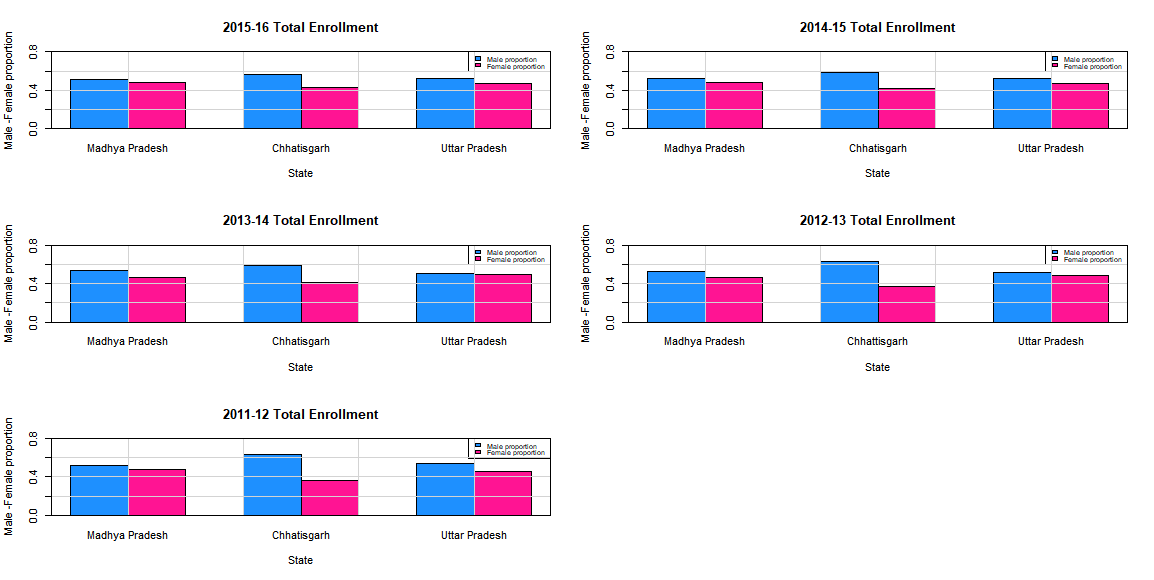 2015-16 Total Enrollment
Male -Female proportion
0.8
0.4
0.0
Male proportion
Female proportion
Madhya Pradesh Chhatisgarh Uttar Pradesh
State
2014-15 Total Enrollment
Male -Female proportion
0.8
0.4
0.0
Male proportion
Female proportion
Madhya Pradesh Chhatisgarh Uttar Pradesh
State
2013-14 Total Enrollment
Male -Female proportion
0.8
0.4
0.0
Male proportion
Female proportion
Madhya Pradesh Chhatisgarh Uttar Pradesh
State
2012-13 Total Enrollment
Male -Female proportion
0.8
0.4
0.0
Male proportion
Female proportion
Madhya Pradesh Chhattisgarh Uttar Pradesh
State
2011-12 Total Enrollment
Male -Female proportion
0.8
0.4
0.0
Male proportion
Female proportion
Madhya Pradesh Chhatisgarh Uttar Pradesh
State